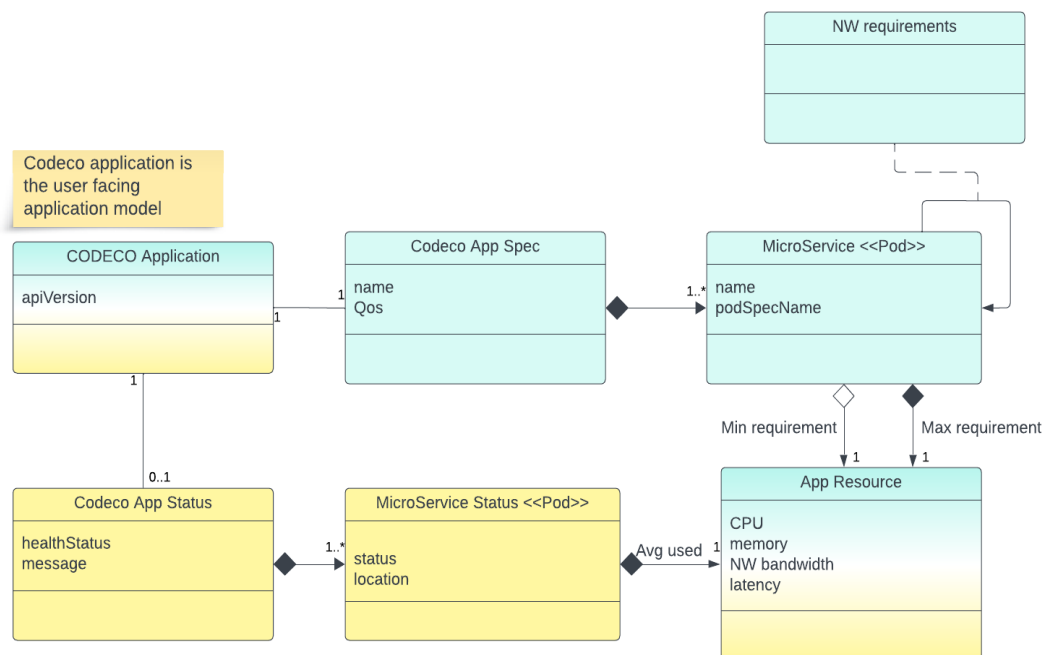 NW requirements
Codeco application is
the user facing
application model
CODECO Application
apiVersion
1
1
Codeco App Spec
name
Qos
1..*
MicroService <<Pod>>
name
podSpecName
Min requirement
1
Max requirement
1
1
0..1
Codeco App Status
healthStatus
message
1..*
MicroService Status <<Pod>>
status
location
Avg used
1
App Resource
CPU
memory
NW bandwidth
latency